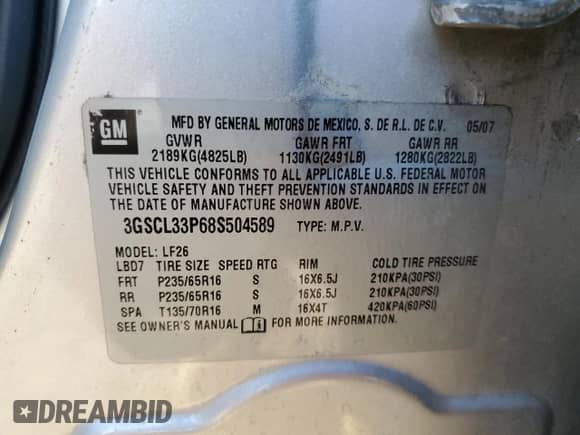 GM
MFD BY GENERAL MOTORS DE MEXICO, S. DE R.L. DE C.V. 05/07
GVWR GAWR FRT GAWR RR
2189KG(4825LB) 1130KG(2491LB) 1280KG(2822LB)
THIS VEHICLE CONFORMS TO ALL APPLICABLE U.S. FEDERAL MOTOR
VEHICLE SAFETY AND THEFT PREVENTION STANDARDS IN EFFECT ON
THE DATE OF MANUFACTURE SHOWN ABOVE.
3GSCL33P68S504589 TYPE: M.P.V.
MODEL: LF26
LBD7 TIRE SIZE SPEED RTG RIM COLD TIRE PRESSURE
FRT P235/65R16 S 16X6.5J 210KPA(30PSI)
RR P235/65R16 S 16X6.5J 210KPA(30PSI)
SPA T135/70R16 M 16X4T 420KPA(60PSI)
SEE OWNER'S MANUAL FOR MORE INFORMATION.
DREAMBID